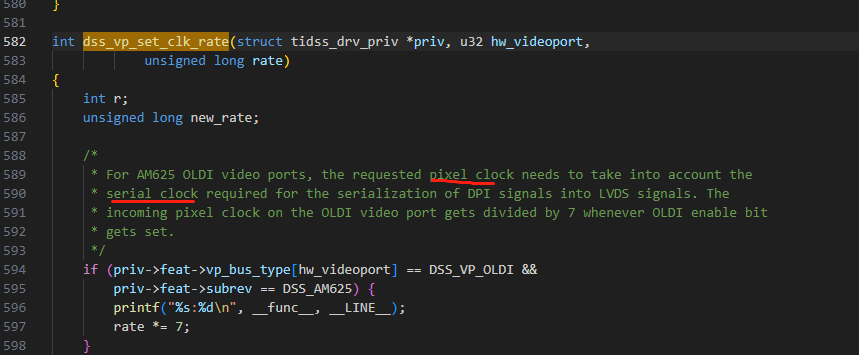 580 }
581
582 int dss_vp_set_clk_rate(struct tidss_drv_priv *priv, u32 hw_videoport,
583 unsigned long rate)
584 {
585 int r;
586 unsigned long new_rate;
587
588 /*
589 * For AM625 OLDI video ports, the requested pixel clock needs to take into account the
590 * serial clock required for the serialization of DPI signals into LVDS signals. The
591 * incoming pixel clock on the OLDI video port gets divided by 7 whenever OLDI enable bit
592 * gets set.
593 */
594 if (priv->feat->vp_bus_type[hw_videoport] == DSS_VP_OLDI &&
595 priv->feat->subrev == DSS_AM625) {
596 printf("%s:%d\n", __func__, __LINE__);
597 rate *= 7;
598 }